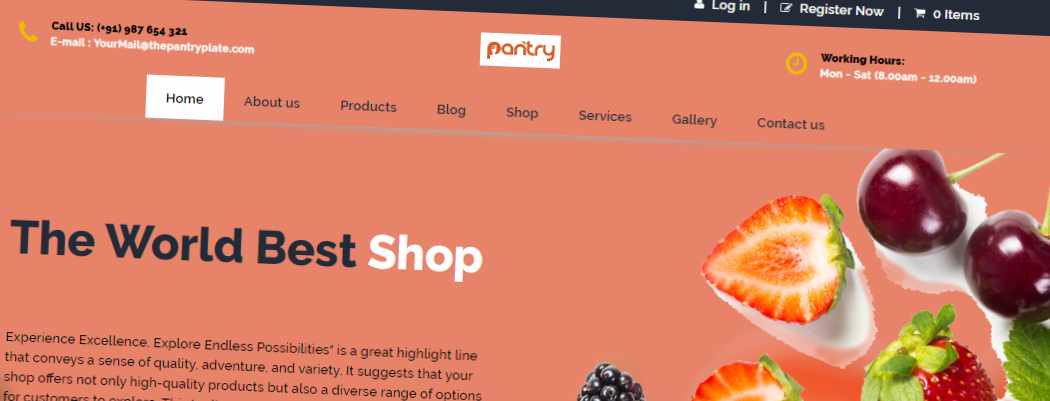 Log in | Register Now | 0 Items
Call US: (+91) 987 654 321
E-mail : YourMail@thepantryplate.com
pantry
Working Hours:
Mon - Sat (8.00am - 12.00am)
Home About us Products Blog Shop Services Gallery Contact us
The World Best Shop
Experience Excellence, Explore Endless Possibilities" is a great highlight line
that conveys a sense of quality, adventure, and variety. It suggests that your
shop offers not only high-quality products but also a diverse range of options
for customers to explore.